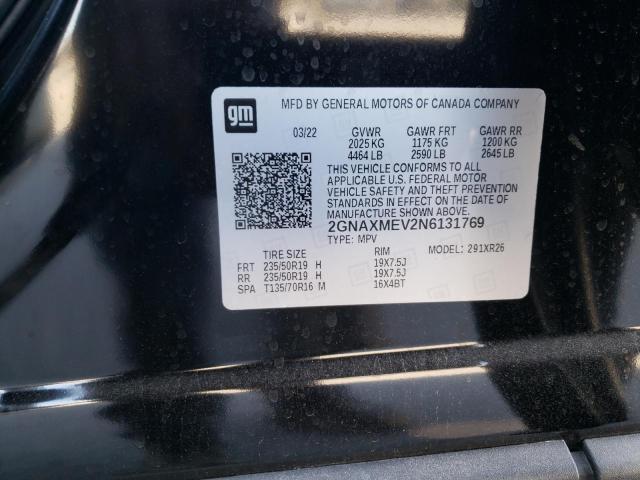 gm
MFD BY GENERAL MOTORS OF CANADA COMPANY
03/22 GVWR GAWR FRT GAWR RR
2025 KG 1175 KG 1200 KG
4464 LB 2590 LB 2645 LB
THIS VEHICLE CONFORMS TO ALL
APPLICABLE U.S. FEDERAL MOTOR
VEHICLE SAFETY AND THEFT PREVENTION
STANDARDS IN EFFECT ON THE DATE OF
MANUFACTURE SHOWN ABOVE.
2GNAXMEV2N6131769
TYPE: MPV MODEL: 291XR26
TIRE SIZE RIM
FRT 235/50R19 H 19X7.5J
RR 235/50R19 H 19X7.5J
SPA T135/70R16 M 16X4BT